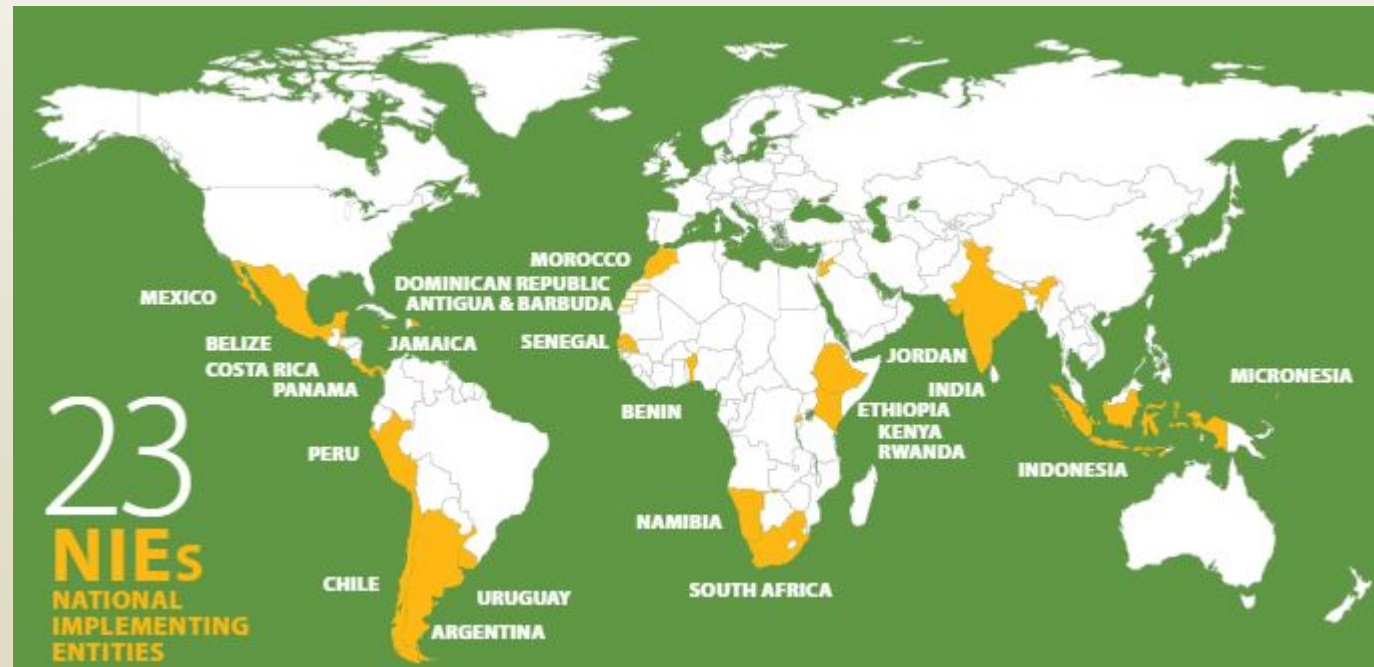 MOROCCO
DOMINICAN REPUBLIC
ANTIGUA & BARBUDA
MEXICO
SENEGAL
BELIZE
JAMAICA
COSTA RICA
PANAMA
JORDAN
INDIA
MICRONESIA
BENIN
ETHIOPIA
KENYA
RWANDA
PERU
INDONESIA
NAMIBIA
SOUTH AFRICA
CHILE
URUGUAY
ARGENTINA
23
NIEs
NATIONAL
IMPLEMENTING
ENTITIES